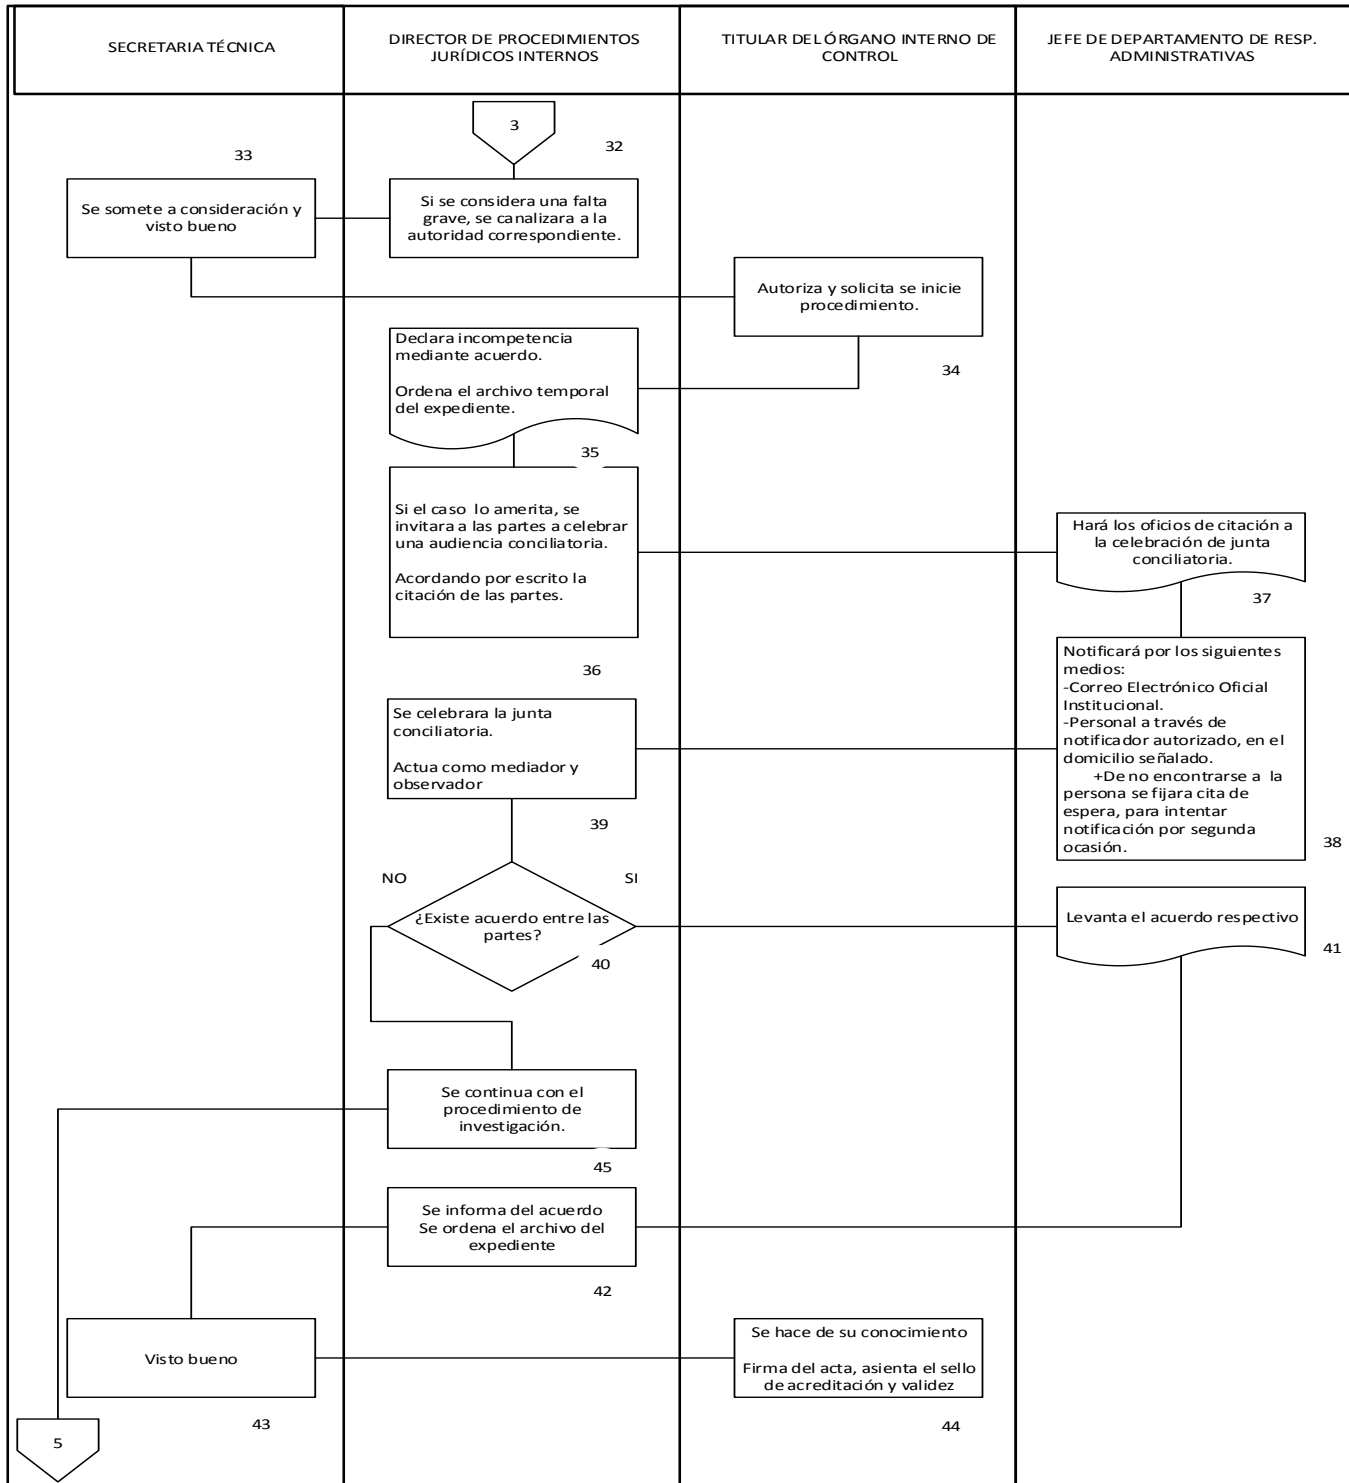 SECRETARIA TÉCNICA
DIRECTOR DE PROCEDIMIENTOS
JURÍDICOS INTERNOS
TITULAR DEL ÓRGANO INTERNO DE
CONTROL
JEFE DE DEPARTAMENTO DE RESP.
ADMINISTRATIVAS
3
32
33
Si se considera una falta
grave, se canalizara a la
autoridad correspondiente.
Se somete a consideración y
visto bueno
Autoriza y solicita se inicie
procedimiento.
34
Declara incompetencia
mediante acuerdo.
Ordena el archivo temporal
del expediente.
35
Si el caso lo amerita, se
invitara a las partes a celebrar
una audiencia conciliatoria.
Acordando por escrito la
citación de las partes.
36
Hará los oficios de citación a
la celebración de junta
conciliatoria.
37
Notificará por los siguientes
medios:
-Correo Electrónico Oficial
Institucional.
-Personal a través de
notificador autorizado, en el
domicilio señalado.
+De no encontrarse a la
persona se fijara cita de
espera, para intentar
notificación por segunda
ocasión.
38
Se celebrara la junta
conciliatoria.
Actua como mediador y
observador
39
NO
SI
¿Existe acuerdo entre las
partes?
40
Levanta el acuerdo respectivo
41
Se continua con el
procedimiento de
investigación.
45
Se informa del acuerdo
Se ordena el archivo del
expediente
42
Visto bueno
43
Se hace de su conocimiento
Firma del acta, asienta el sello
de acreditación y validez
44
5